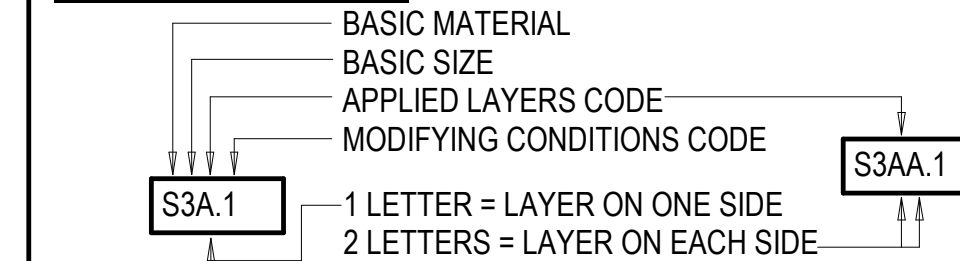 BASIC MATERIAL
BASIC SIZE
APPLIED LAYERS CODE
MODIFYING CONDITIONS CODE
S3AA.1
S3A.1
1 LETTER = LAYER ON ONE SIDE
2 LETTERS = LAYER ON EACH SIDE